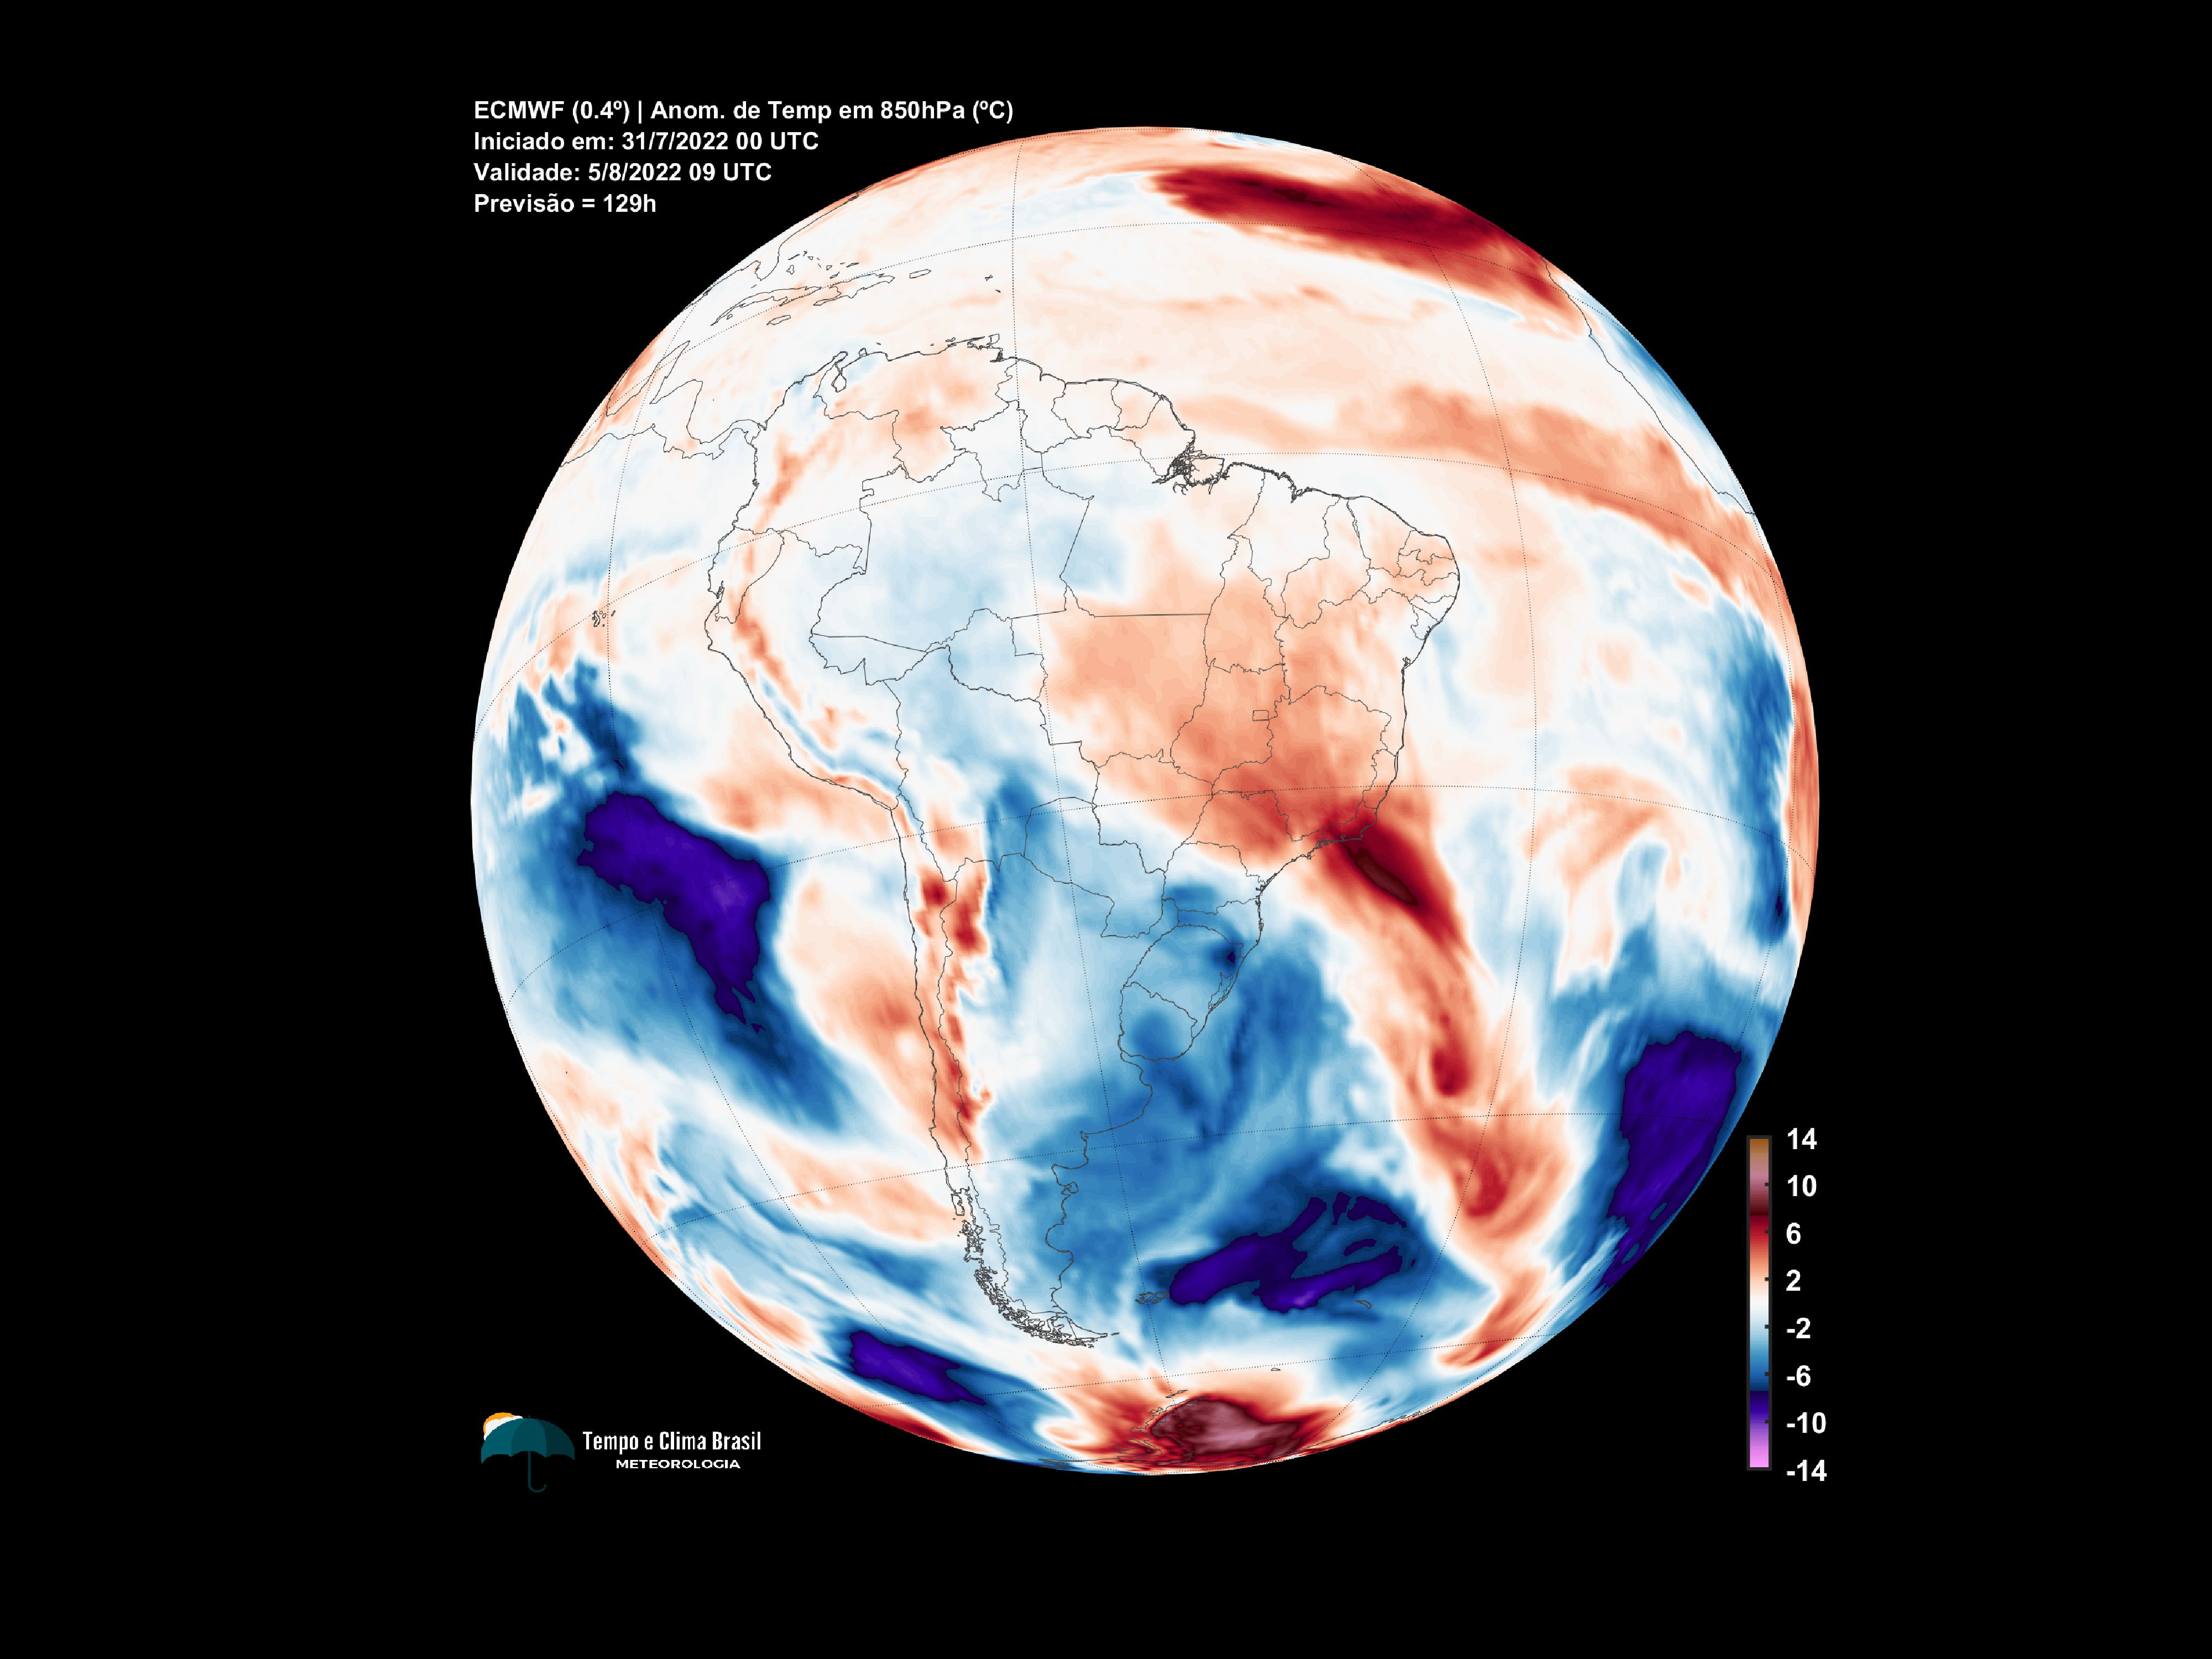 ECMWF (0.4º) | Anom. de Temp em 850hPa (ºC)
Iniciado em: 31/7/2022 00 UTC
Validade: 5/8/2022 09 UTC
Previsão = 129h
14
10
6
2
-2
-6
-10
-14
Tempo e Clima Brasil
METEOROLOGIA